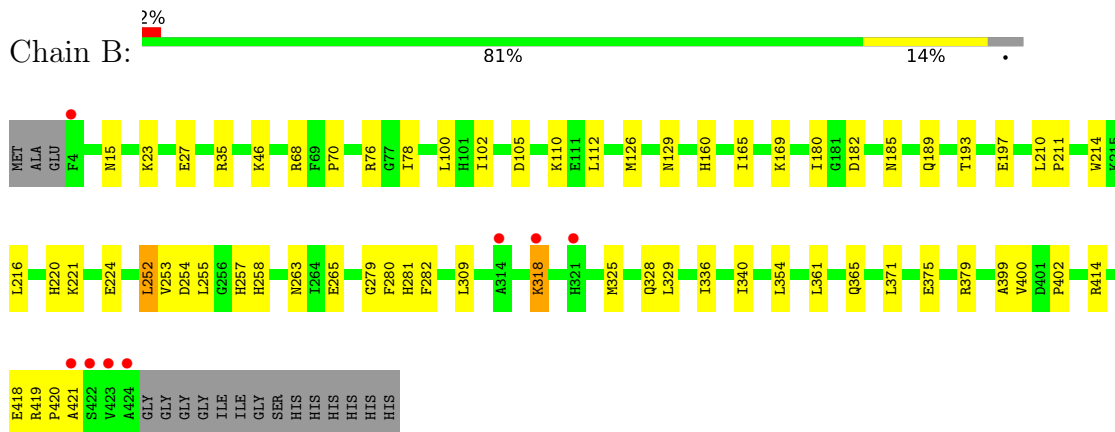 2%
Chain B:
81% 14% •
MET ALA GLU F4 N15 K23 E27 R35 K46 R68 F69 P70 R76 G77 I78 L100 H101 I102 D105 K110 E111 L112 M126 N129 H160 I165 K169 I180 G181 D182 N185 Q189 T193 E197 L210 P211 W214 K215
L216 H220 K221 E224 L252 V253 D254 L255 G256 H257 H258 N263 I264 E265 G279 F280 H281 F282 L309 A314 K318 H321 M325 Q328 L329 I336 I340 L354 L361 Q365 L371 E375 R379 A399 V400 D401 P402 R414
E418 R419 P420 A421 S422 V423 A424 GLY GLY GLY GLY ILE ILE GLY SER HIS HIS HIS HIS HIS HIS